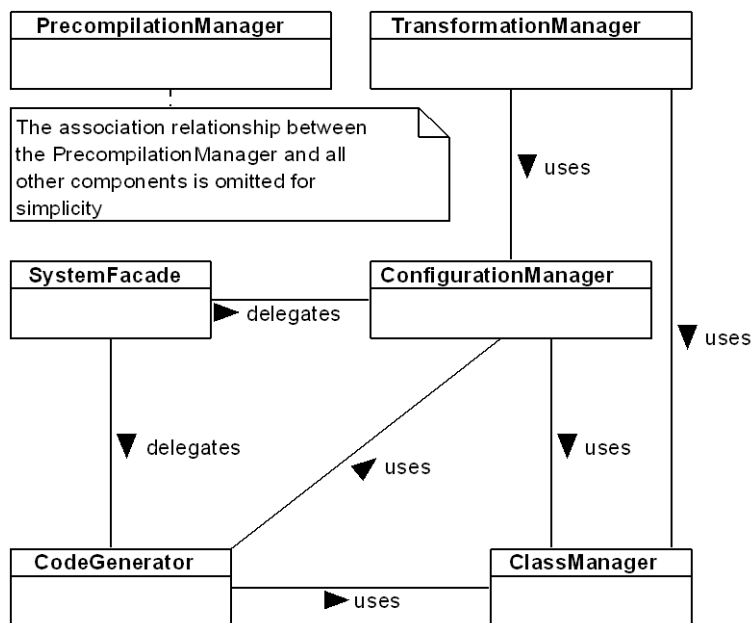 PrecompilationManager
TransformationManager
The association relationship between
the PrecompilationManager and all
other components is omitted for
simplicity
uses
SystemFacade
ConfigurationManager
delegates
uses
delegates
uses
uses
CodeGenerator
ClassManager
uses